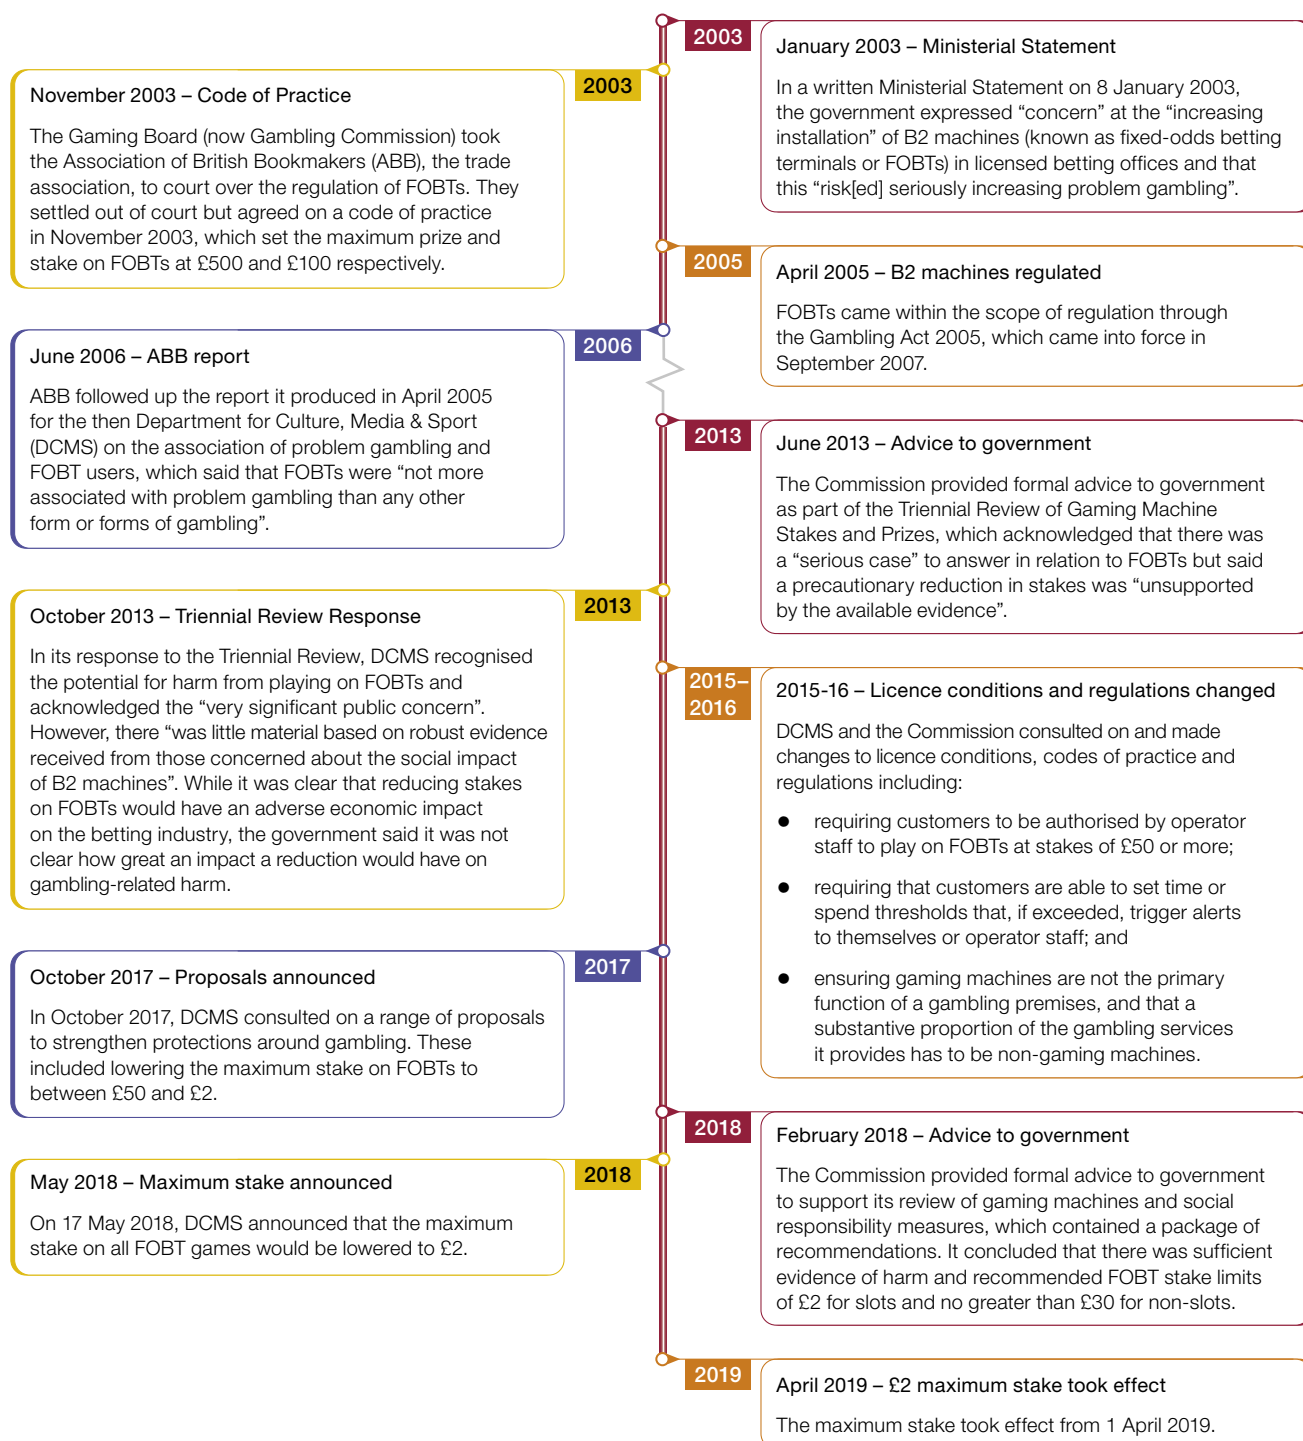 2003
January 2003 – Ministerial Statement
In a written Ministerial Statement on 8 January 2003,
the government expressed “concern” at the “increasing
installation” of B2 machines (known as fixed-odds betting
terminals or FOBTs) in licensed betting offices and that
this “risk[ed] seriously increasing problem gambling”.
2003
November 2003 – Code of Practice
The Gaming Board (now Gambling Commission) took
the Association of British Bookmakers (ABB), the trade
association, to court over the regulation of FOBTs. They
settled out of court but agreed on a code of practice
in November 2003, which set the maximum prize and
stake on FOBTs at £500 and £100 respectively.
2005
April 2005 – B2 machines regulated
FOBTs came within the scope of regulation through
the Gambling Act 2005, which came into force in
September 2007.
2006
June 2006 – ABB report
ABB followed up the report it produced in April 2005
for the then Department for Culture, Media & Sport
(DCMS) on the association of problem gambling and
FOBT users, which said that FOBTs were “not more
associated with problem gambling than any other
form or forms of gambling”.
2013
June 2013 – Advice to government
The Commission provided formal advice to government
as part of the Triennial Review of Gaming Machine
Stakes and Prizes, which acknowledged that there was
a “serious case” to answer in relation to FOBTs but said
a precautionary reduction in stakes was “unsupported
by the available evidence”.
2013
October 2013 – Triennial Review Response
In its response to the Triennial Review, DCMS recognised
the potential for harm from playing on FOBTs and
acknowledged the “very significant public concern”.
However, there “was little material based on robust evidence
received from those concerned about the social impact
of B2 machines”. While it was clear that reducing stakes
on FOBTs would have an adverse economic impact
on the betting industry, the government said it was not
clear how great an impact a reduction would have on
gambling-related harm.
2015–
2016
2015-16 – Licence conditions and regulations changed
DCMS and the Commission consulted on and made
changes to licence conditions, codes of practice and
regulations including:
● requiring customers to be authorised by operator
staff to play on FOBTs at stakes of £50 or more;
● requiring that customers are able to set time or
spend thresholds that, if exceeded, trigger alerts
to themselves or operator staff; and
● ensuring gaming machines are not the primary
function of a gambling premises, and that a
substantive proportion of the gambling services
it provides has to be non-gaming machines.
2017
October 2017 – Proposals announced
In October 2017, DCMS consulted on a range of proposals
to strengthen protections around gambling. These
included lowering the maximum stake on FOBTs to
between £50 and £2.
2018
February 2018 – Advice to government
The Commission provided formal advice to government
to support its review of gaming machines and social
responsibility measures, which contained a package of
recommendations. It concluded that there was sufficient
evidence of harm and recommended FOBT stake limits
of £2 for slots and no greater than £30 for non-slots.
2018
May 2018 – Maximum stake announced
On 17 May 2018, DCMS announced that the maximum
stake on all FOBT games would be lowered to £2.
2019
April 2019 – £2 maximum stake took effect
The maximum stake took effect from 1 April 2019.